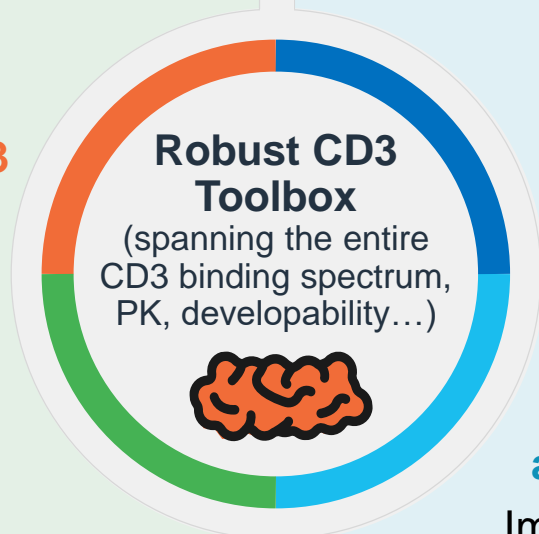 Robust CD3
Toolbox
(spanning the entire
CD3 binding spectrum,
PK, developability…)